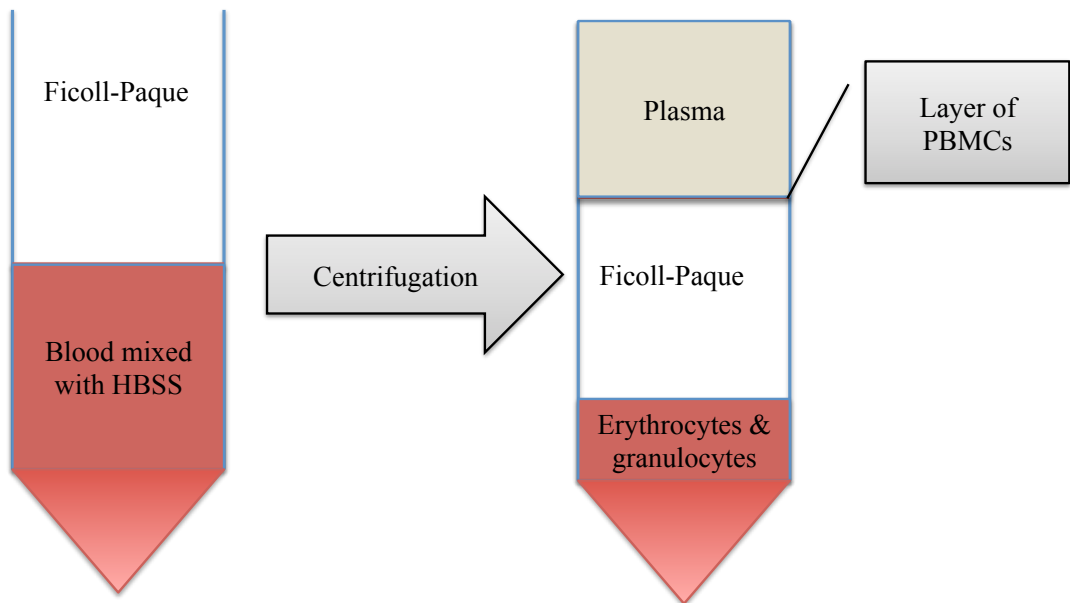 Ficoll-Paque
Blood mixed
with HBSS
Centrifugation
Plasma
Layer of
PBMCs
Ficoll-Paque
Erythrocytes &
granulocytes